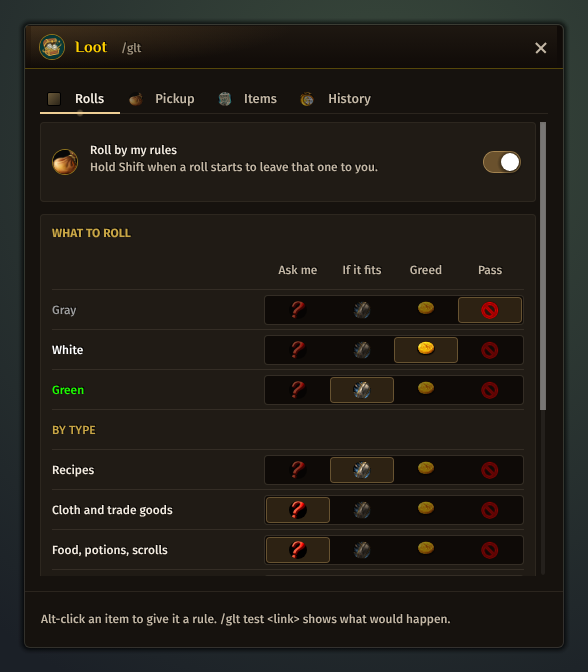 Loot /glt
Rolls Pickup Items History
Roll by my rules
Hold Shift when a roll starts to leave that one to you.
WHAT TO ROLL
Ask me If it fits Greed Pass
Gray
White
Green
BY TYPE
Recipes
Cloth and trade goods
Food, potions, scrolls
Alt-click an item to give it a rule. /glt test <link> shows what would happen.